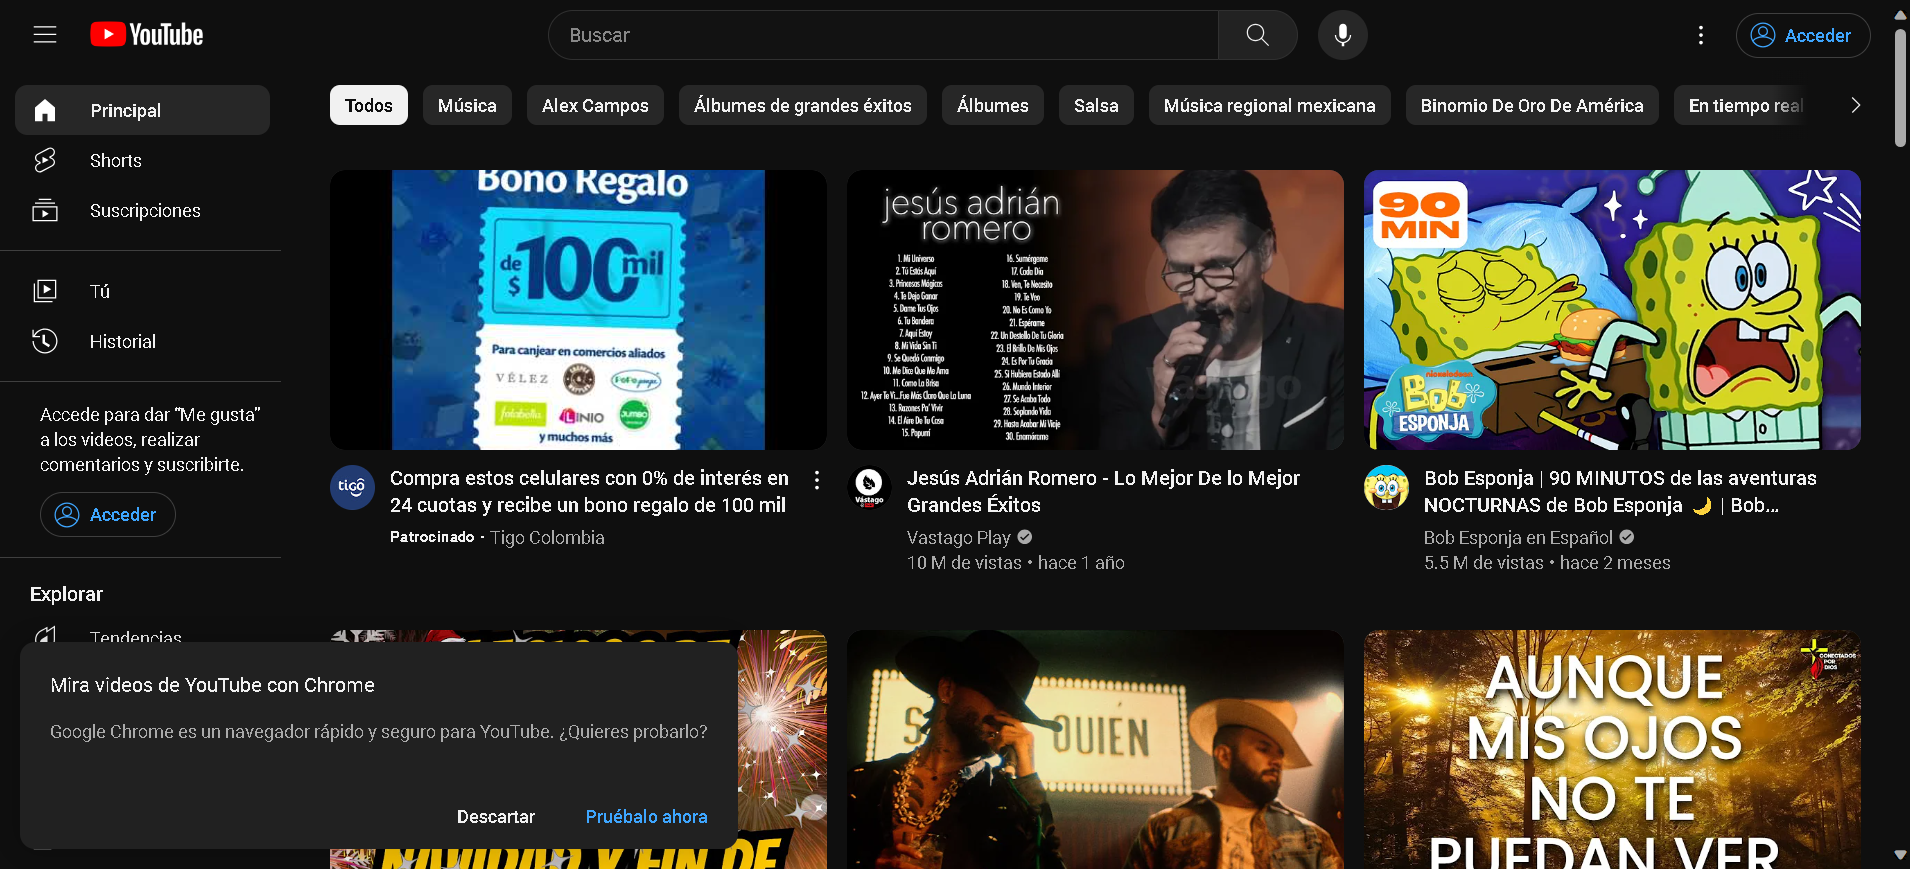 YouTube
Buscar
Acceder
Principal
Shorts
Suscripciones
Tú
Historial
Accede para dar “Me gusta”
a los videos, realizar
comentarios y suscribirte.
Acceder
Explorar
Tendencias
Todos
Música
Alex Campos
Álbumes de grandes éxitos
Álbumes
Salsa
Música regional mexicana
Binomio De Oro De América
En tiempo real
Bono Regalo
de
$100mil
Para canjear en comercios aliados
VÉLEZ
falabella
LINIO
JUMBO
y muchos más
tigo
Compra estos celulares con 0% de interés en
24 cuotas y recibe un bono regalo de 100 mil
Patrocinado · Tigo Colombia
jesús adrián
romero
1. Mi Universo
2. Tú Estás Aquí
3. Princesas Mágicas
4. Te Dejo Ganar
5. Dame Tus Ojos
6. Tu Bandera
7. Aquí Estoy
8. Mi Vida Sin Ti
9. Se Quedó Conmigo
10. Me Dice Que Me Ama
11. Como La Brisa
12. Ayer Te Vi...Fue Más Claro Que La Luna
13. Razones Pa' Vivir
14. El Aire De Tu Casa
15. Popurrí
16. Sumérgeme
17. Cada Día
18. Ven, Te Necesito
19. Te Veo
20. No Es Como Yo
21. Espérame
22. Un Destello De Tu Gloria
23. El Brillo De Mis Ojos
24. Es Por Tu Gracia
25. Si Hubiera Estado Allí
26. Mundo Interior
27. Se Acabó Todo
28. Soplando Vida
29. Hasta Acabar Mi Viaje
30. Enamórame
Vastago
Vástago
Jesús Adrián Romero - Lo Mejor De lo Mejor
Grandes Éxitos
Vastago Play
10 M de vistas • hace 1 año
90
MIN
nickelodeon
BOB
ESPONJA
Bob Esponja | 90 MINUTOS de las aventuras
NOCTURNAS de Bob Esponja 🌙 | Bob...
Bob Esponja en Español
5.5 M de vistas • hace 2 meses
Mira videos de YouTube con Chrome
Google Chrome es un navegador rápido y seguro para YouTube. ¿Quieres probarlo?
Descartar
Pruébalo ahora
NAVIDAD Y FIN DE
QUIÉN
CONECTADOS
POR
DIOS
AUNQUE
MIS OJOS
NO TE
PUEDAN VER